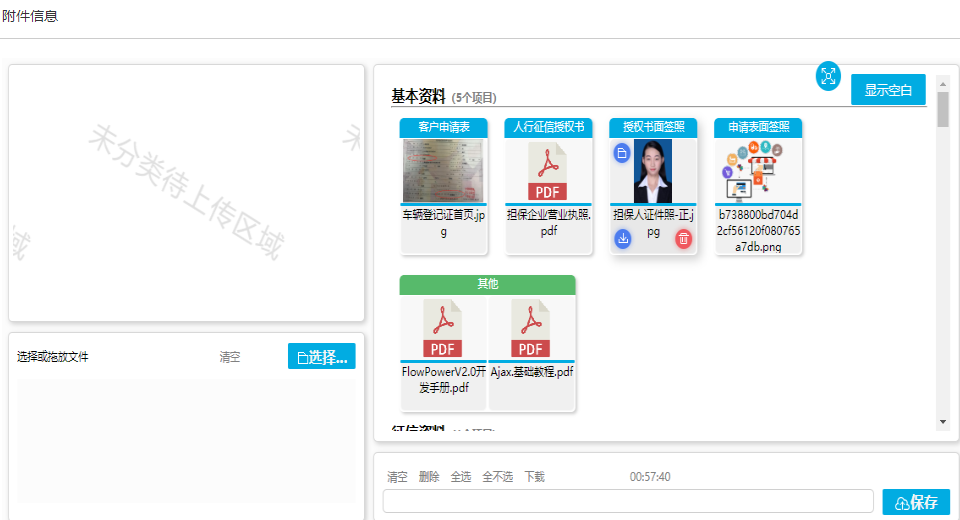 附件信息
未分类待上传区域
未
域
选择或拖放文件 清空 选择...
显示空白
基本资料 (5个项目)
客户申请表
车辆登记证首页.jp
g
人行征信授权书
PDF
担保企业营业执照.
pdf
授权书面签照
担保人证件照-正.j
pg
申请表面签照
b738800bd704d
2cf56120f080765
a7db.png
其他
PDF
FlowPowerV2.0开
发手册.pdf
PDF
Ajax.基础教程.pdf
征信资料
清空 删除 全选 全不选 下载 00:57:40
保存